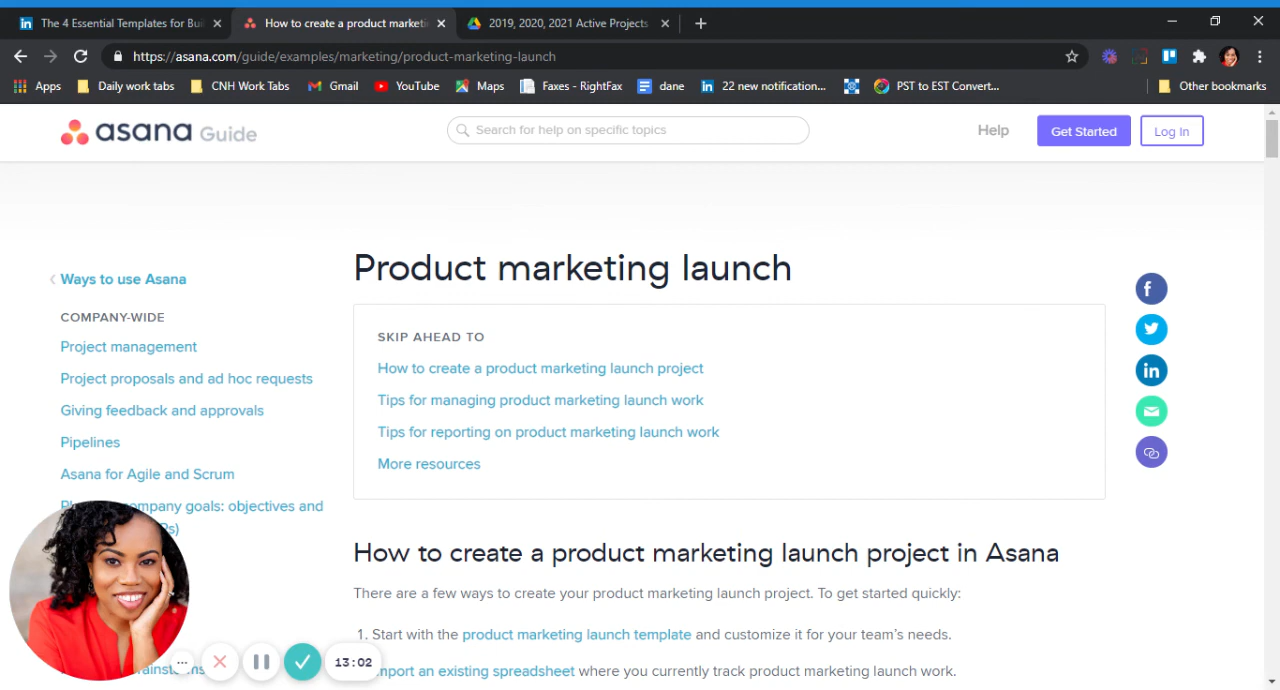 The 4 Essential Templates for Bui
How to create a product marketi
2019, 2020, 2021 Active Projects
https://asana.com/guide/examples/marketing/product-marketing-launch
Apps
Daily work tabs
CNH Work Tabs
Gmail
YouTube
Maps
Faxes - RightFax
dane
22 new notification...
PST to EST Convert...
Other bookmarks
asana Guide
Search for help on specific topics
Help
Get Started
Log In
Product marketing launch
Ways to use Asana
COMPANY-WIDE
Project management
Project proposals and ad hoc requests
Giving feedback and approvals
Pipelines
Asana for Agile and Scrum
company goals: objectives and
SKIP AHEAD TO
How to create a product marketing launch project
Tips for managing product marketing launch work
Tips for reporting on product marketing launch work
More resources
How to create a product marketing launch project in Asana
There are a few ways to create your product marketing launch project. To get started quickly:
1. Start with the product marketing launch template and customize it for your team's needs.
import an existing spreadsheet where you currently track product marketing launch work.
13:02